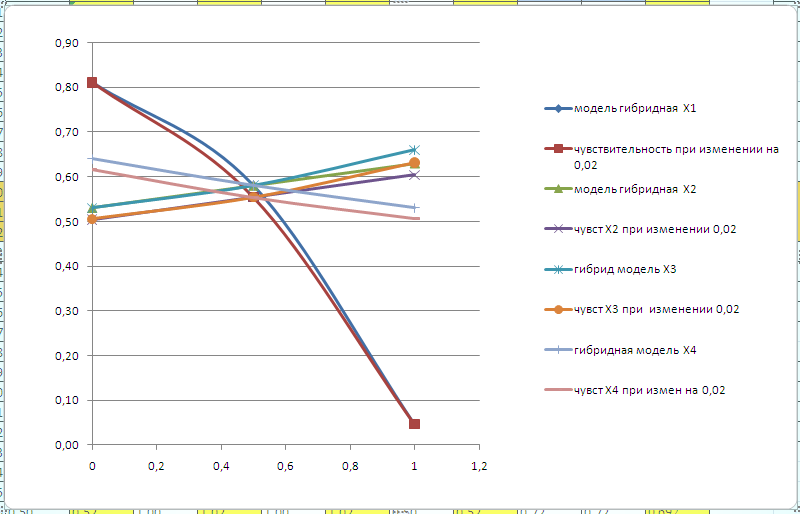 0,90
0,80
0,70
0,60
0,50
0,40
0,30
0,20
0,10
0,00
0 0,2 0,4 0,6 0,8 1 1,2
модель гибридная X1
чувствительность при изменении на
0,02
модель гибридная X2
чувст X2 при изменении 0,02
гибрид модель X3
чувст X3 при изменении 0,02
гибридная модель X4
чувст X4 при измен на 0,02